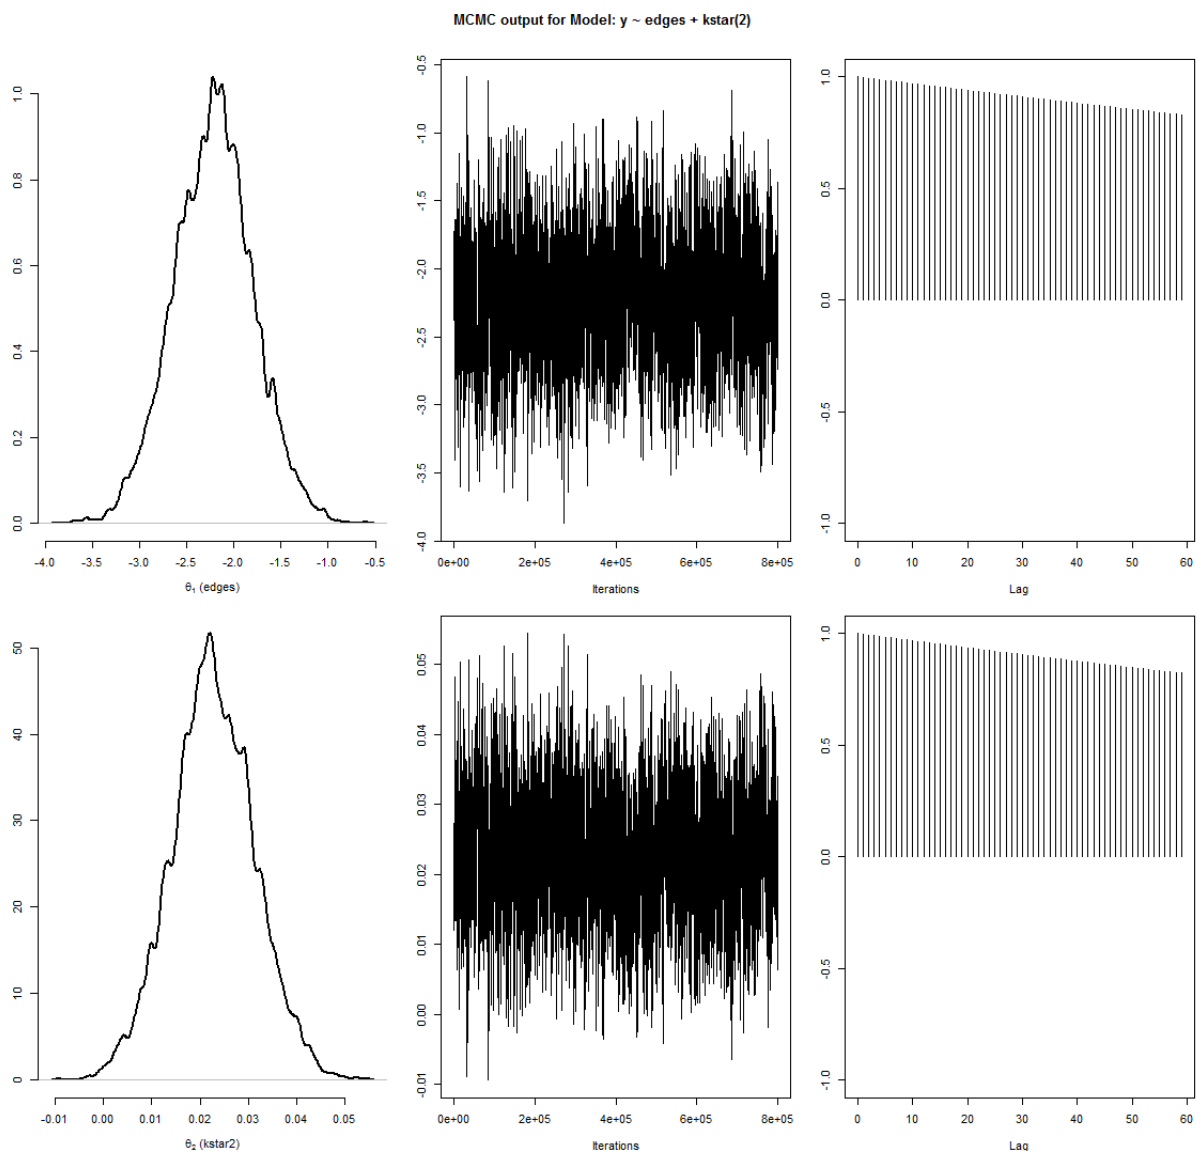 MCMC output for Model: y ~ edges + kstar(2)
0.0 0.2 0.4 0.6 0.8 1.0
-4.0 -3.5 -3.0 -2.5 -2.0 -1.5 -1.0 -0.5
θ₁ (edges)
-4.0 -3.5 -3.0 -2.5 -2.0 -1.5 -1.0 -0.5
0e+00 2e+05 4e+05 6e+05 8e+05
Iterations
-1.0 -0.5 0.0 0.5 1.0
0 10 20 30 40 50 60
Lag
0 10 20 30 40 50
-0.01 0.00 0.01 0.02 0.03 0.04 0.05
θ₂ (kstar2)
-0.01 0.00 0.01 0.02 0.03 0.04 0.05
0e+00 2e+05 4e+05 6e+05 8e+05
Iterations
-1.0 -0.5 0.0 0.5 1.0
0 10 20 30 40 50 60
Lag